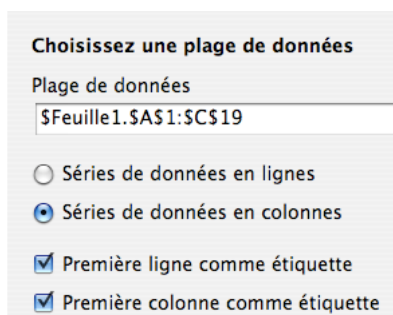 Choisissez une plage de données
Plage de données
$Feuille1.$A$1:$C$19
Séries de données en lignes
Séries de données en colonnes
Première ligne comme étiquette
Première colonne comme étiquette